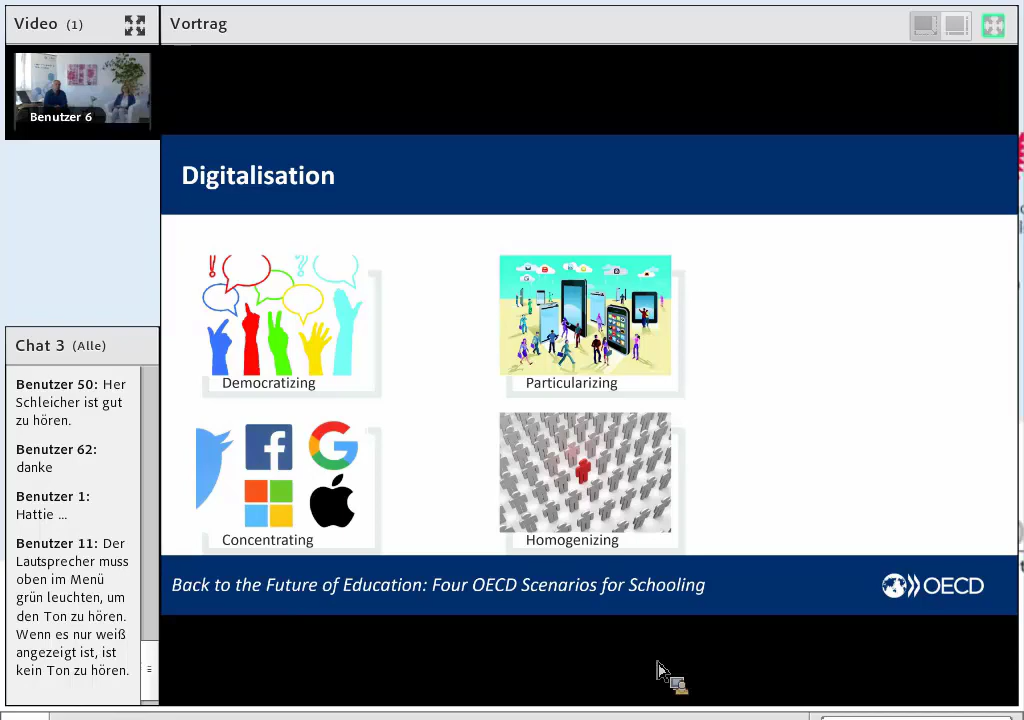 Video (1)
Vortrag
Benutzer 6
Digitalisation
Democratizing
Particularizing
Concentrating
Homogenizing
Back to the Future of Education: Four OECD Scenarios for Schooling
OECD
Chat 3 (Alle)
Benutzer 50: Her
Schleicher ist gut
zu hören.
Benutzer 62:
danke
Benutzer 1:
Hattie ...
Benutzer 11: Der
Lautsprecher muss
oben im Menü
grün leuchten, um
den Ton zu hören.
Wenn es nur weiß
angezeigt ist, ist
kein Ton zu hören.